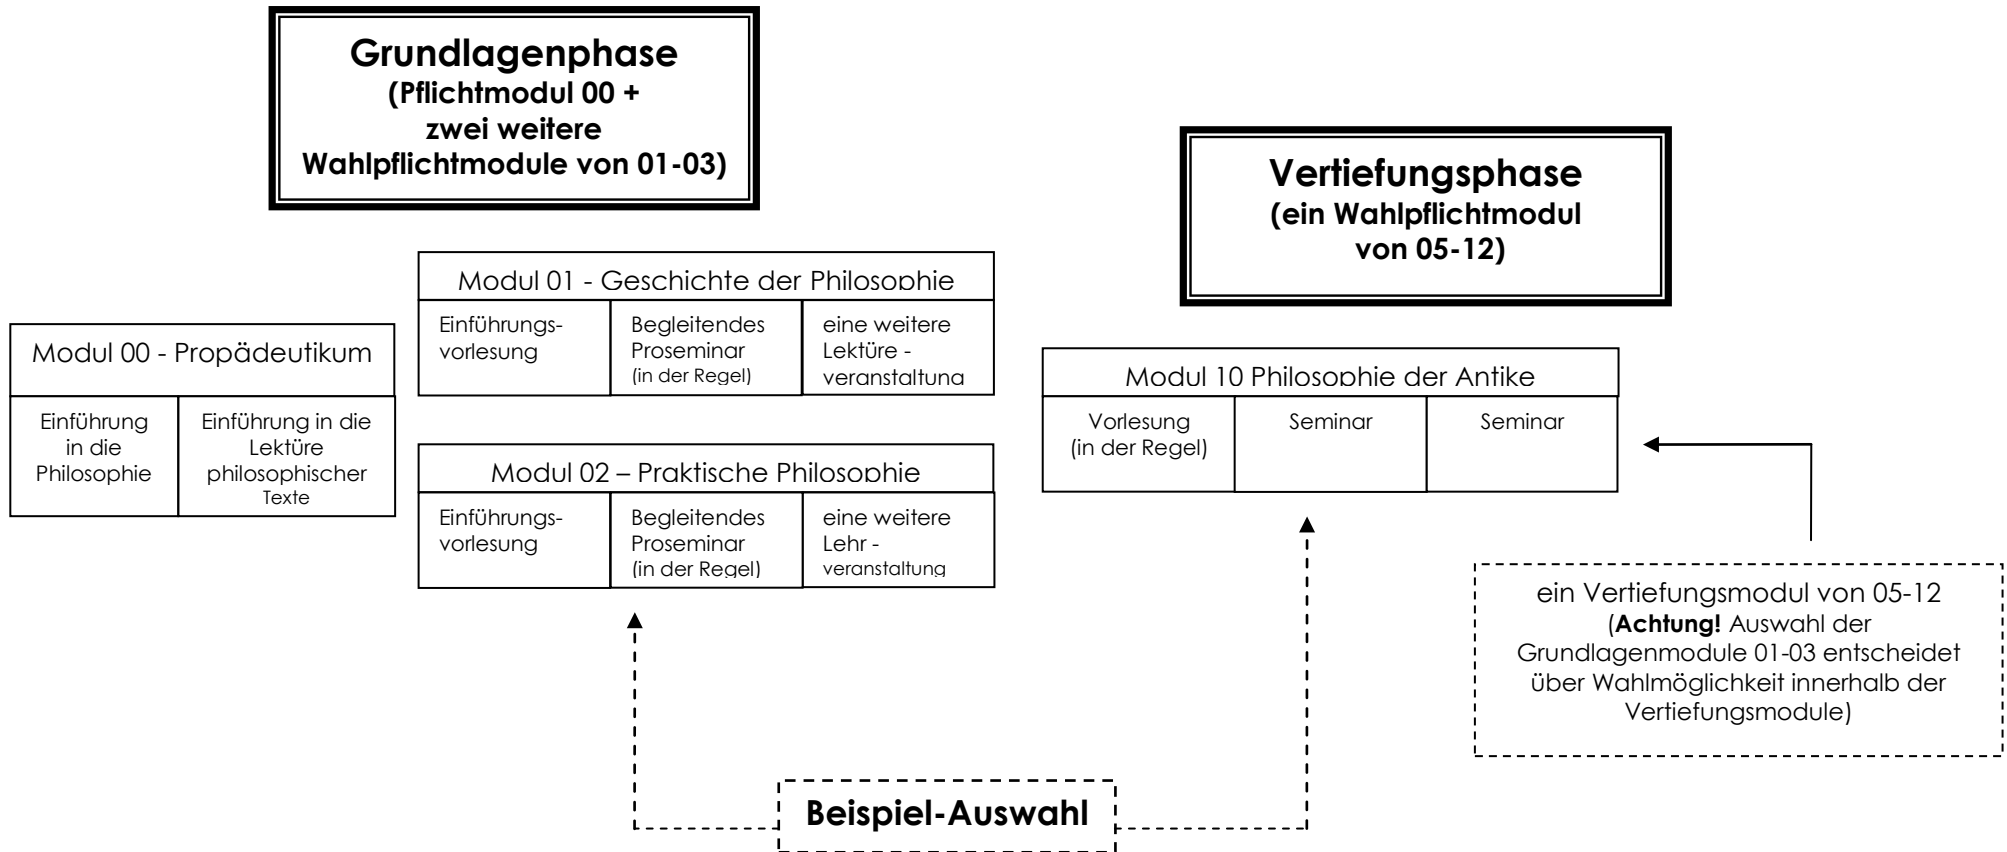 Grundlagenphase
(Pflichtmodul 00 +
zwei weitere
Wahlpflichtmodule von 01-03)
Vertiefungsphase
(ein Wahlpflichtmodul
von 05-12)
Modul 00 - Propädeutikum
Einführung
in die
Philosophie
Einführung in die
Lektüre
philosophischer
Texte
Modul 01 - Geschichte der Philosophie
Einführungs-
vorlesung
Begleitendes
Proseminar
(in der Regel)
eine weitere
Lektüre -
veranstaltung
Modul 02 – Praktische Philosophie
Einführungs-
vorlesung
Begleitendes
Proseminar
(in der Regel)
eine weitere
Lehr -
veranstaltung
Modul 10 Philosophie der Antike
Vorlesung
(in der Regel)
Seminar
Seminar
ein Vertiefungsmodul von 05-12
(Achtung! Auswahl der
Grundlagenmodule 01-03 entscheidet
über Wahlmöglichkeit innerhalb der
Vertiefungsmodule)
Beispiel-Auswahl